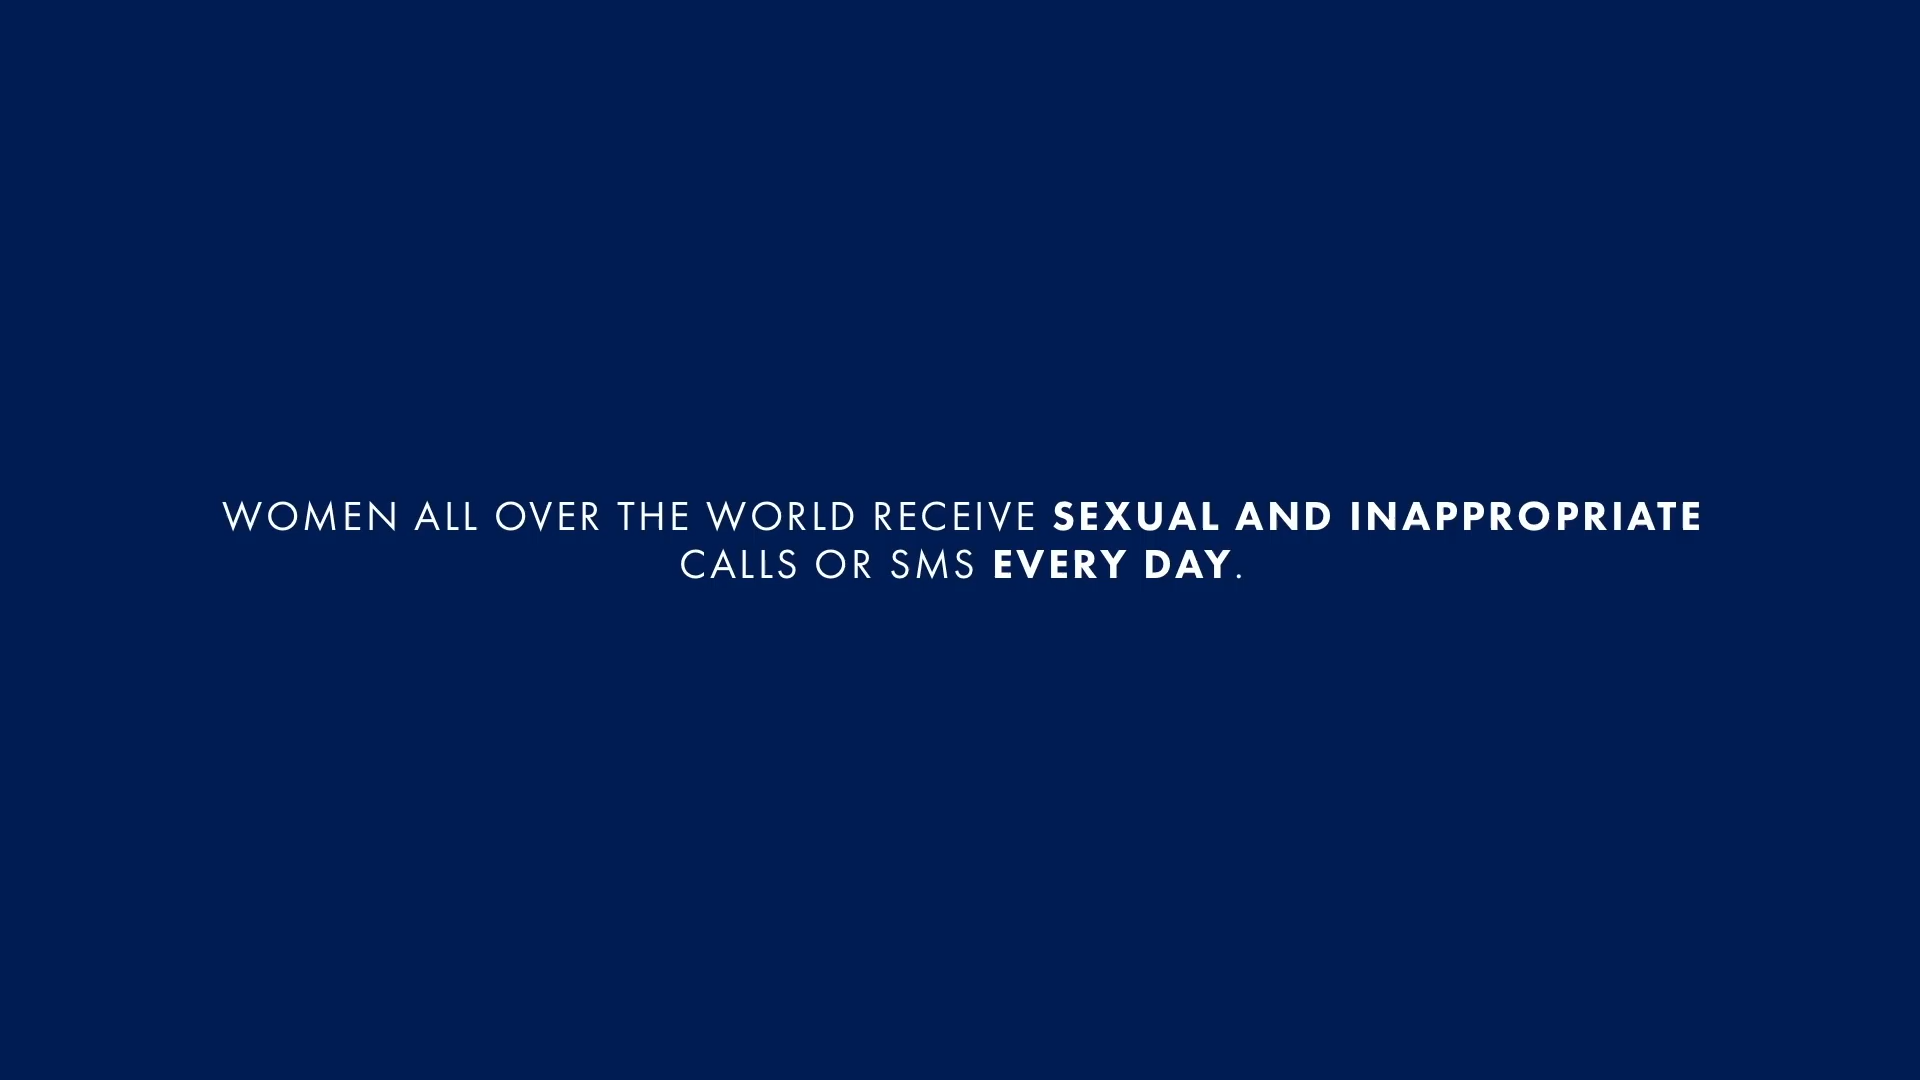 WOMEN ALL OVER THE WORLD RECEIVE SEXUAL AND INAPPROPRIATE
CALLS OR SMS EVERY DAY.